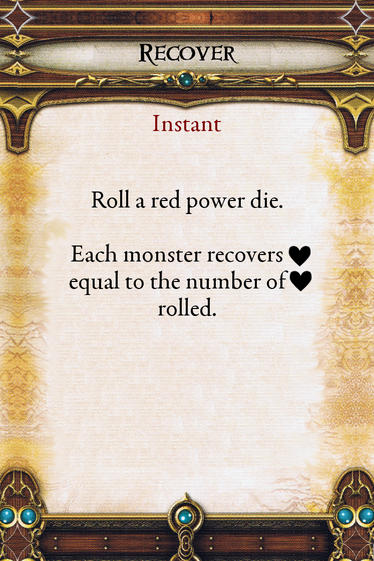 Recover
Instant
Roll a red power die.
Each monster recovers ♥
equal to the number of ♥
rolled.